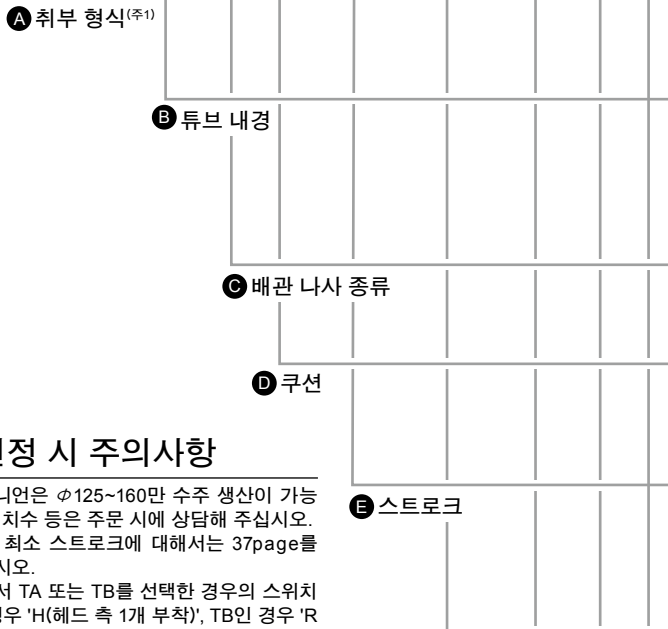 A 취부 형식(주1)
B 튜브 내경
C 배관 나사 종류
D 쿠션
정 시 주의사항
니언은 Φ125~160만 수주 생산이 가능
치수 등은 주문 시에 상담해 주십시오.
최소 스트로크에 대해서는 37page를
시오.
서 TA 또는 TB를 선택한 경우의 스위치
경우 'H(헤드 측 1개 부착)', TB인 경우 'R
E 스트로크